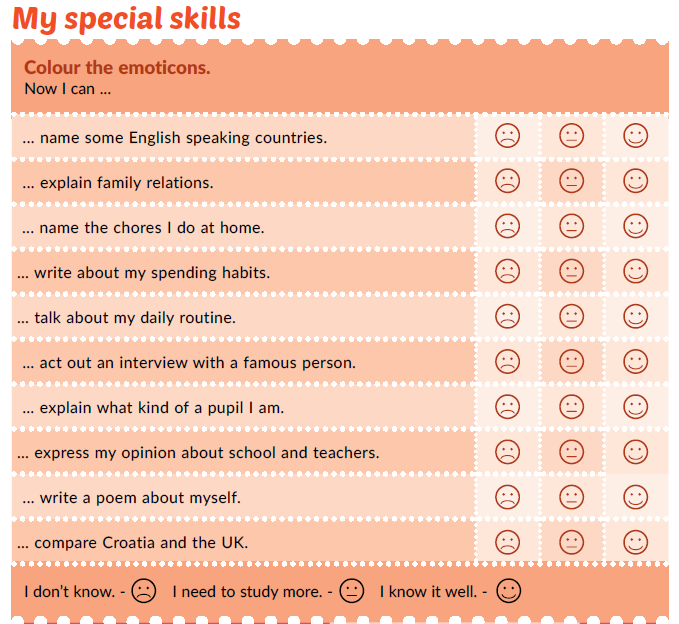 My special skills
Colour the emoticons.
Now I can ...
... name some English speaking countries.
... explain family relations.
... name the chores I do at home.
... write about my spending habits.
... talk about my daily routine.
... act out an interview with a famous person.
... explain what kind of a pupil I am.
... express my opinion about school and teachers.
... write a poem about myself.
... compare Croatia and the UK.
I don't know. - I need to study more. - I know it well. -